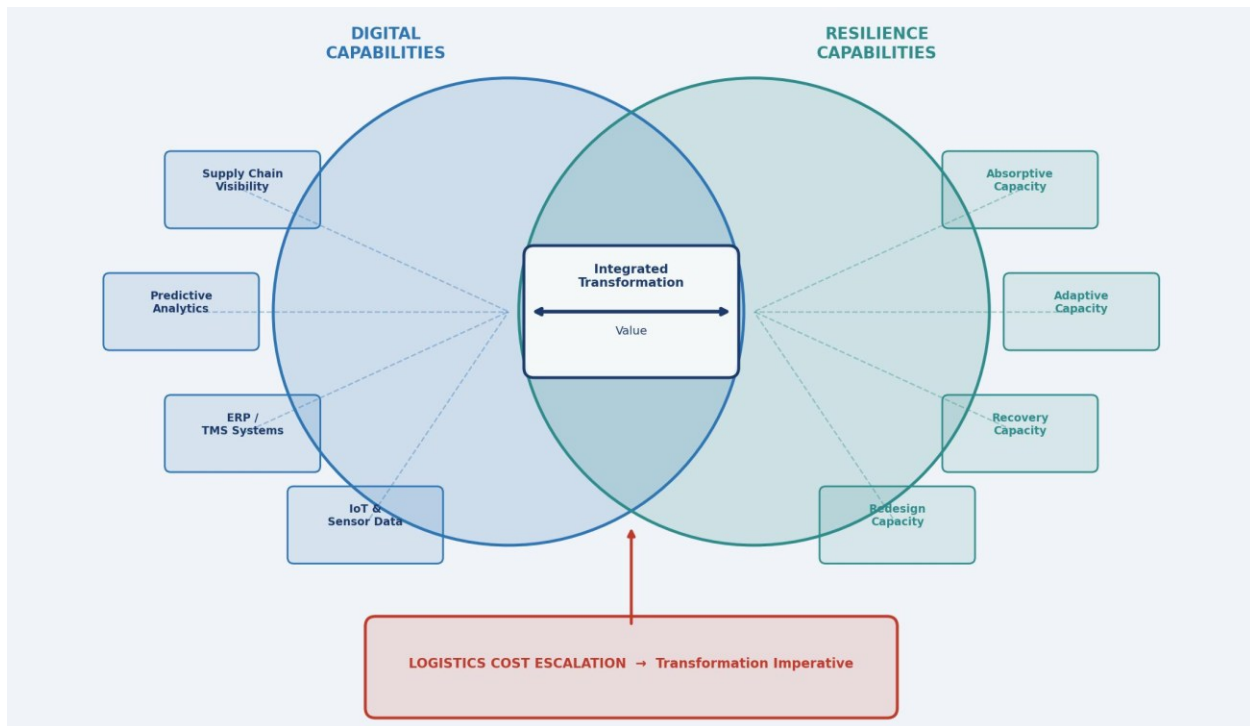 DIGITAL
CAPABILITIES
RESILIENCE
CAPABILITIES
Supply Chain
Visibility
Predictive
Analytics
ERP /
TMS Systems
IoT &
Sensor Data
Integrated
Transformation
Value
Absorptive
Capacity
Adaptive
Capacity
Recovery
Capacity
Redesign
Capacity
LOGISTICS COST ESCALATION → Transformation Imperative